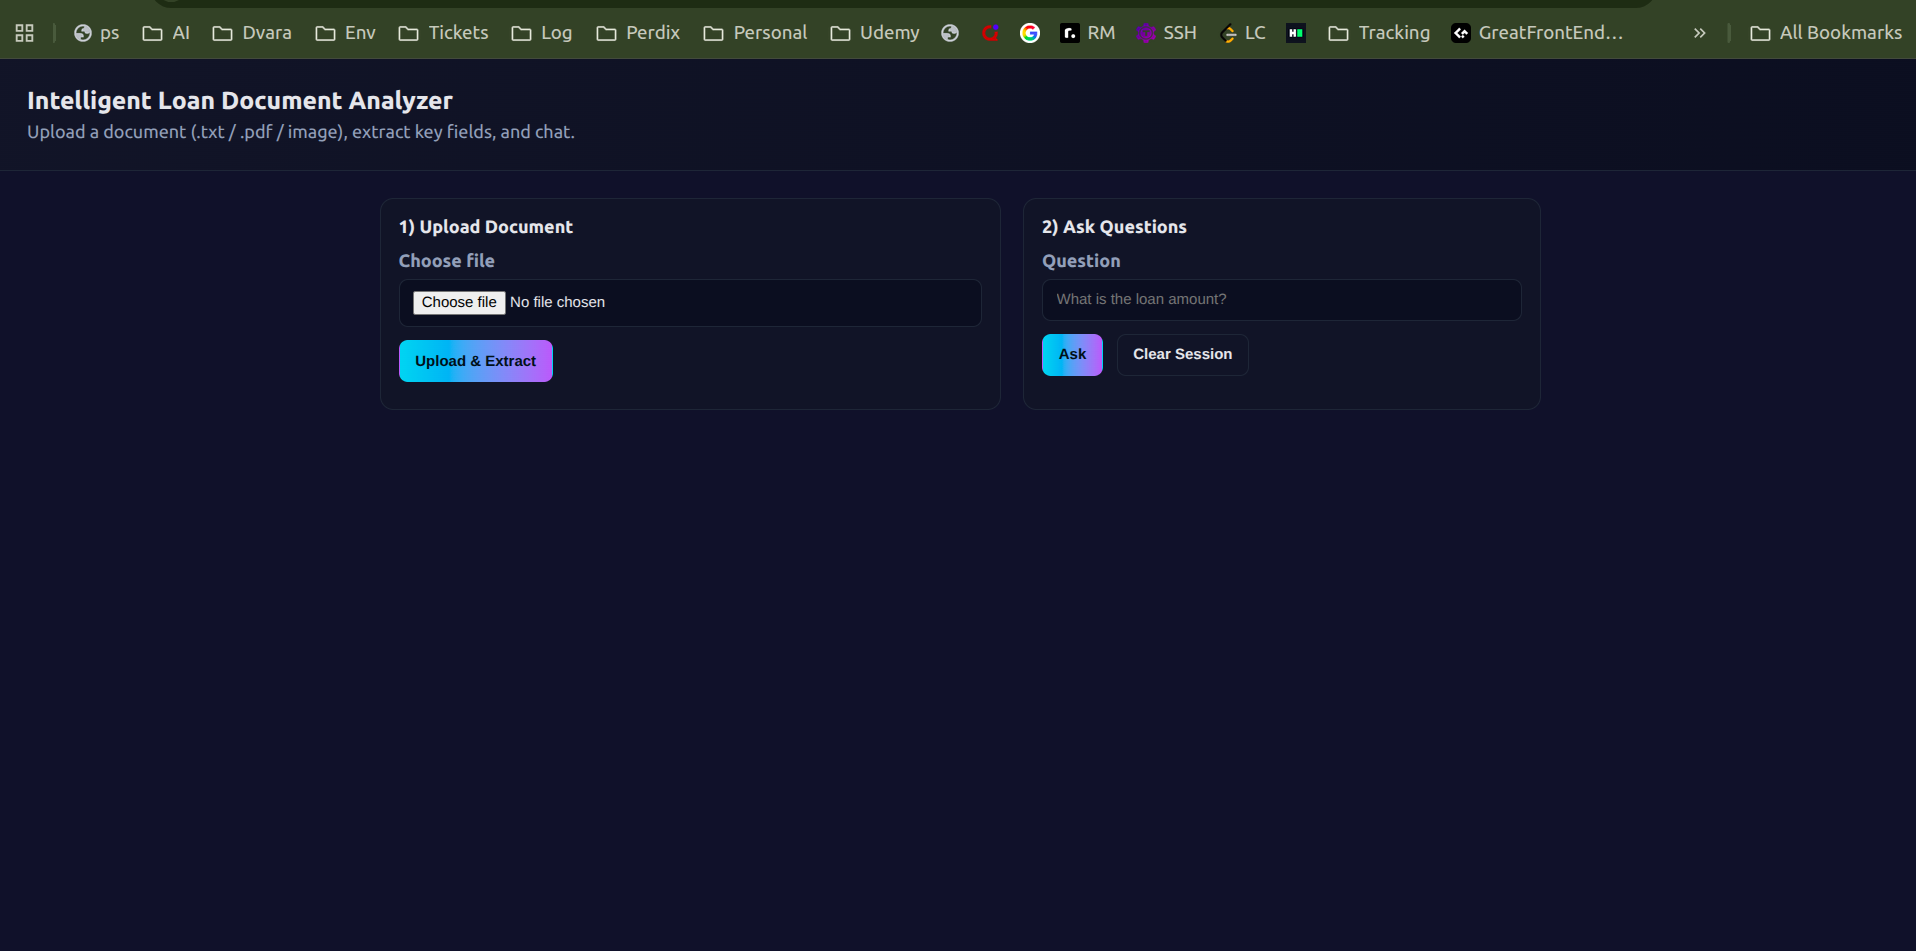 ps AI Dvara Env Tickets Log Perdix Personal Udemy RM SSH LC Tracking GreatFrontEnd... » All Bookmarks
Intelligent Loan Document Analyzer
Upload a document (.txt / .pdf / image), extract key fields, and chat.
1) Upload Document
Choose file
Choose file No file chosen
Upload & Extract
2) Ask Questions
Question
What is the loan amount?
Ask Clear Session